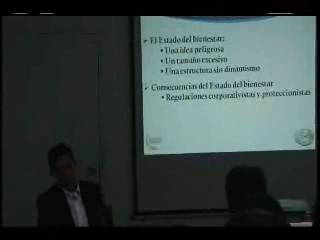 ➢ El Estado del bienestar:
• Una idea peligrosa
• Un tamaño excesivo
• Una estructura sin dinamismo
➢ Consecuencias del Estado del bienestar
• Regulaciones corporativistas y proteccionistas